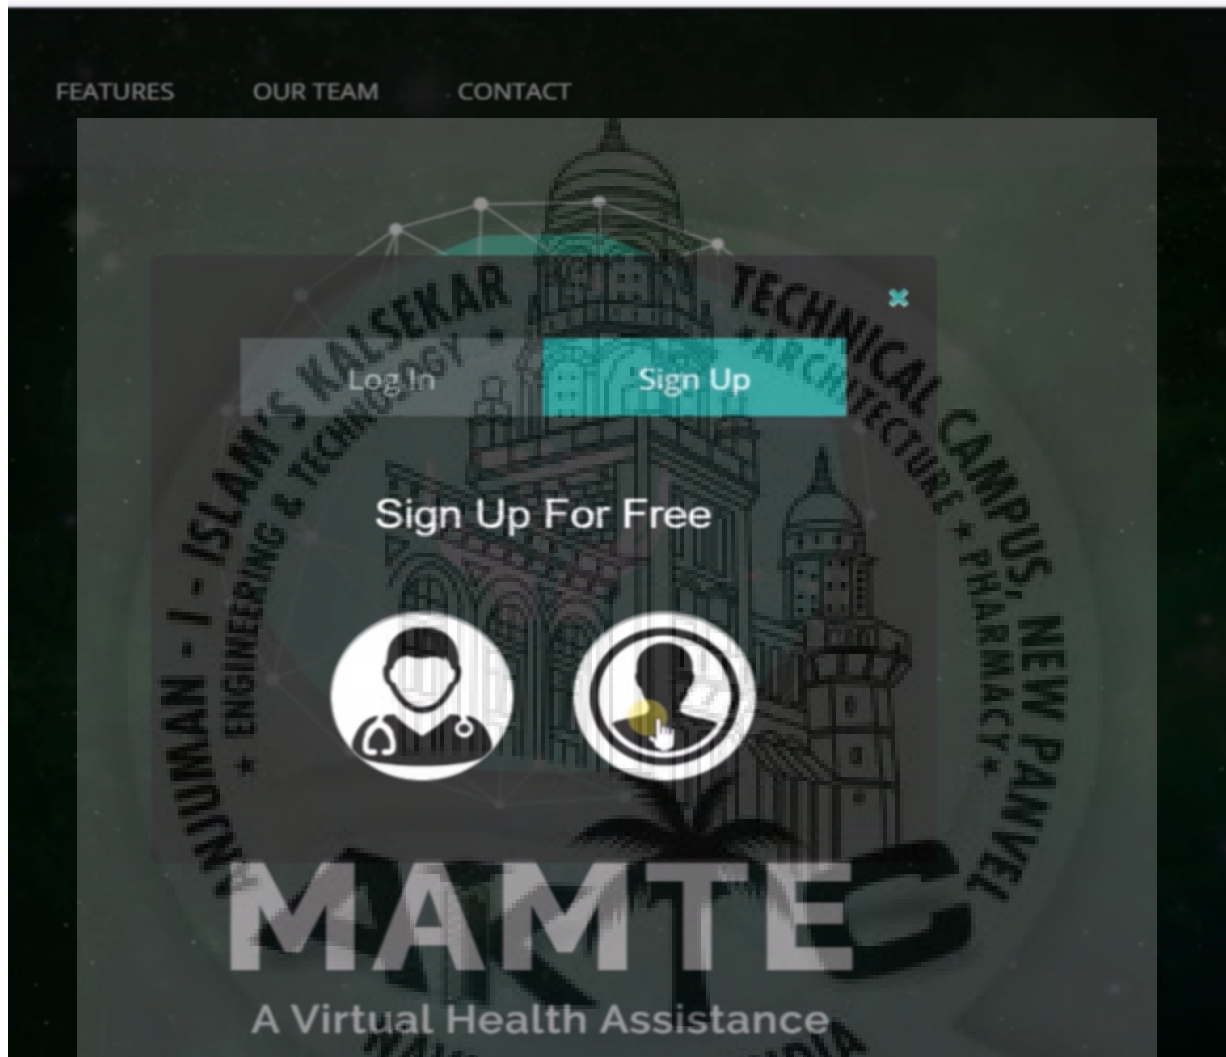 FEATURES OUR TEAM CONTACT
ANJUMAN - I - ISLAM'S KALSEKAR TECHNICAL CAMPUS, NEW PANVEL
★ ENGINEERING & TECHNOLOGY ★ ★ ARCHITECTURE ★ PHARMACY ★
Log In Sign Up
Sign Up For Free
MAMTE
A Virtual Health Assistance